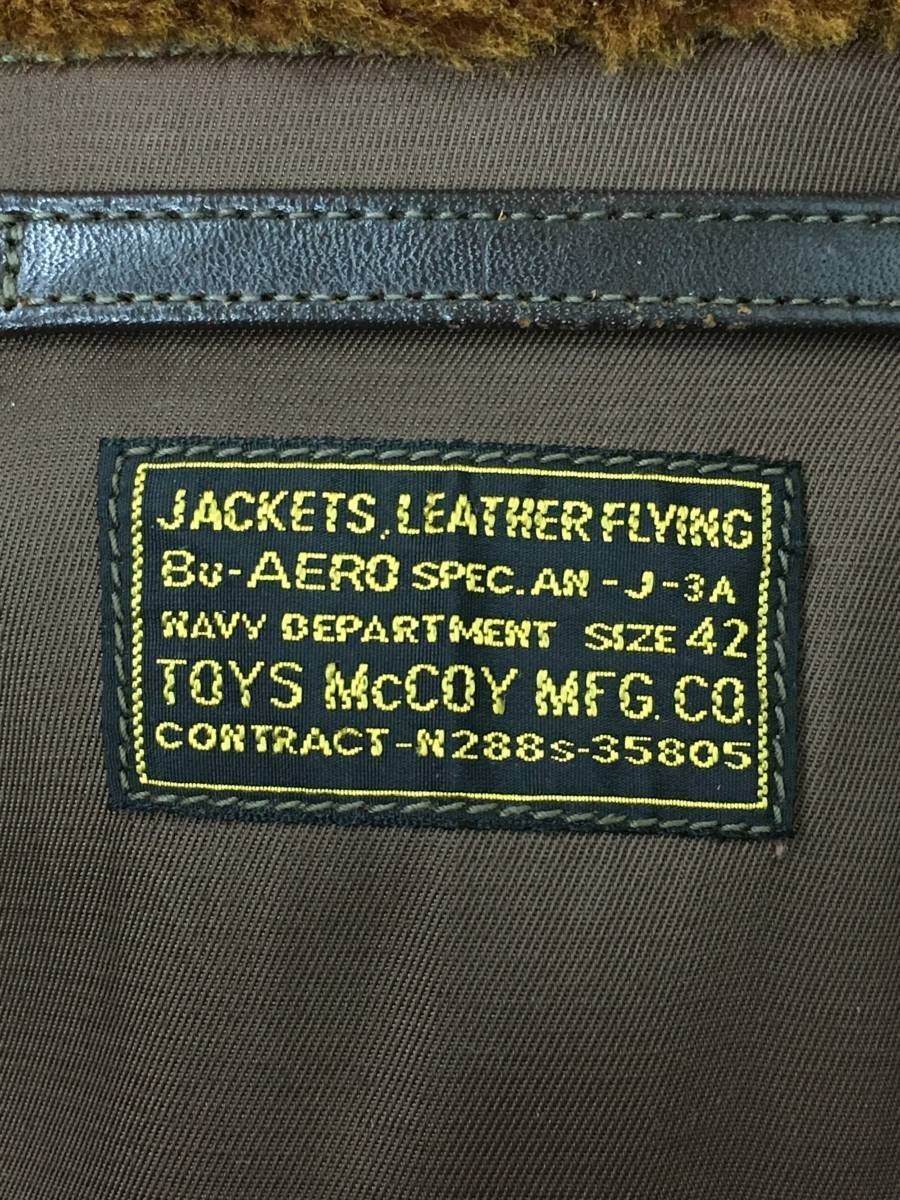 JACKETS, LEATHER FLYING
Bu-AERO SPEC. AN-J-3A
NAVY DEPARTMENT SIZE 42
TOYS McCOY MFG. CO.
CONTRACT-N288s-35805